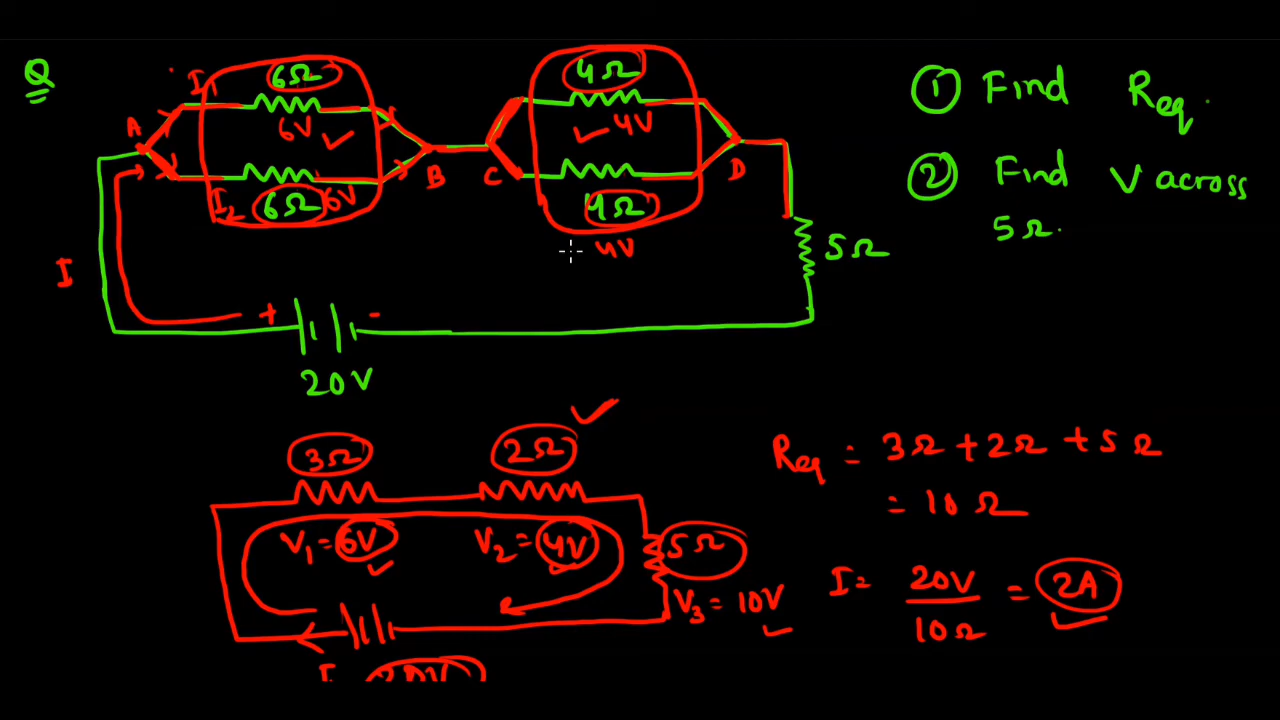 Q
① Find Req.
② Find V across
5Ω.
I₁ 6Ω
6V
A
B
I₂ 6Ω 6V
4Ω
4V
C
D
4Ω
4V
5Ω
I
+ -
20V
3Ω
2Ω
V₁ = 6V
V₂ = 4V
5Ω
V₃ = 10V
I
Req = 3Ω + 2Ω + 5Ω
= 10Ω
I = 20V/10Ω = 2A